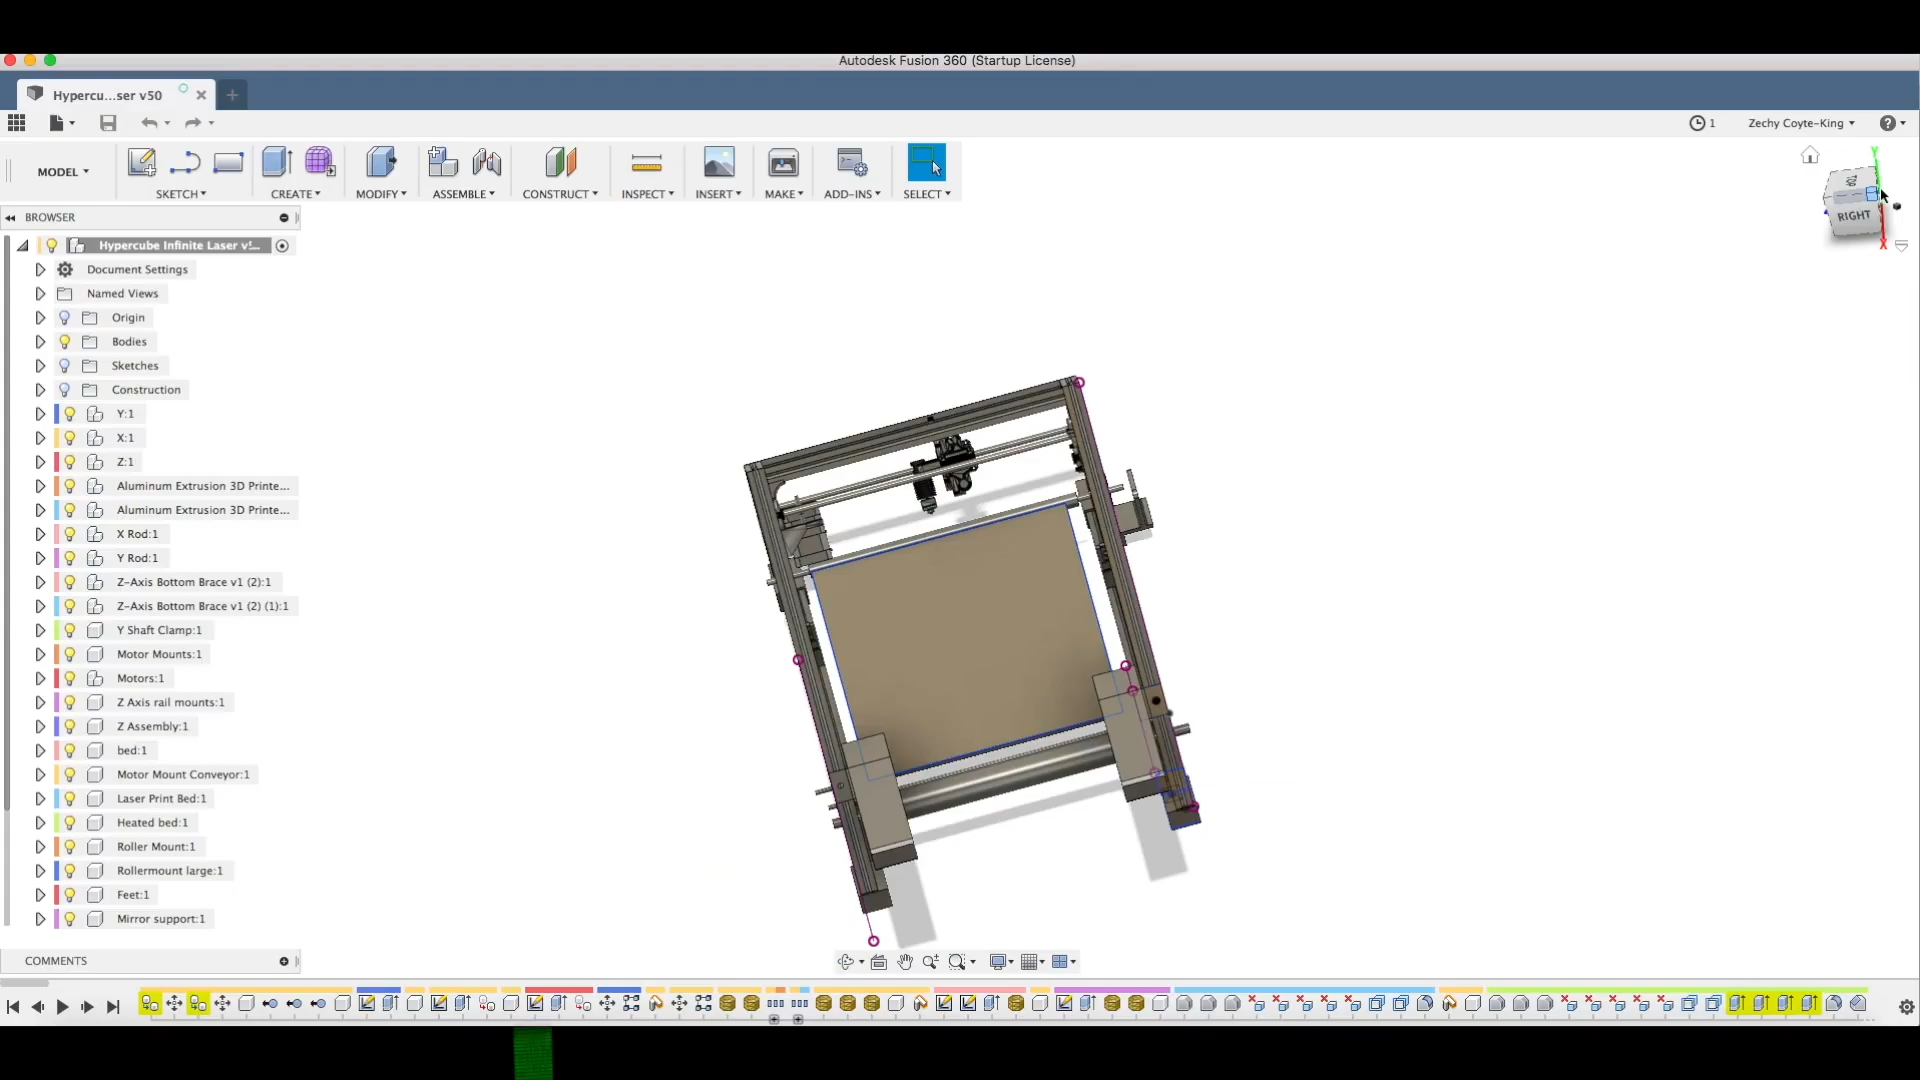 Autodesk Fusion 360 (Startup License)
Hypercu...ser v50
1
Zechy Coyte-King
MODEL
SKETCH
CREATE
MODIFY
ASSEMBLE
CONSTRUCT
INSPECT
INSERT
MAKE
ADD-INS
SELECT
Y
TOP
RIGHT
X
BROWSER
Hypercube Infinite Laser v!...
Document Settings
Named Views
Origin
Bodies
Sketches
Construction
Y:1
X:1
Z:1
Aluminum Extrusion 3D Printe...
Aluminum Extrusion 3D Printe...
X Rod:1
Y Rod:1
Z-Axis Bottom Brace v1 (2):1
Z-Axis Bottom Brace v1 (2) (1):1
Y Shaft Clamp:1
Motor Mounts:1
Motors:1
Z Axis rail mounts:1
Z Assembly:1
bed:1
Motor Mount Conveyor:1
Laser Print Bed:1
Heated bed:1
Roller Mount:1
Rollermount large:1
Feet:1
Mirror support:1
COMMENTS